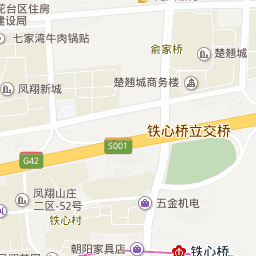 花台区住房
建设局
七家湾牛肉锅贴
俞家桥
凤翔新城
楚翘城商务楼
楚翘城
铁心桥立交桥
S001
G42
凤翔山庄
二区-52号
铁心村
五金机电
朝阳家具店
铁心桥